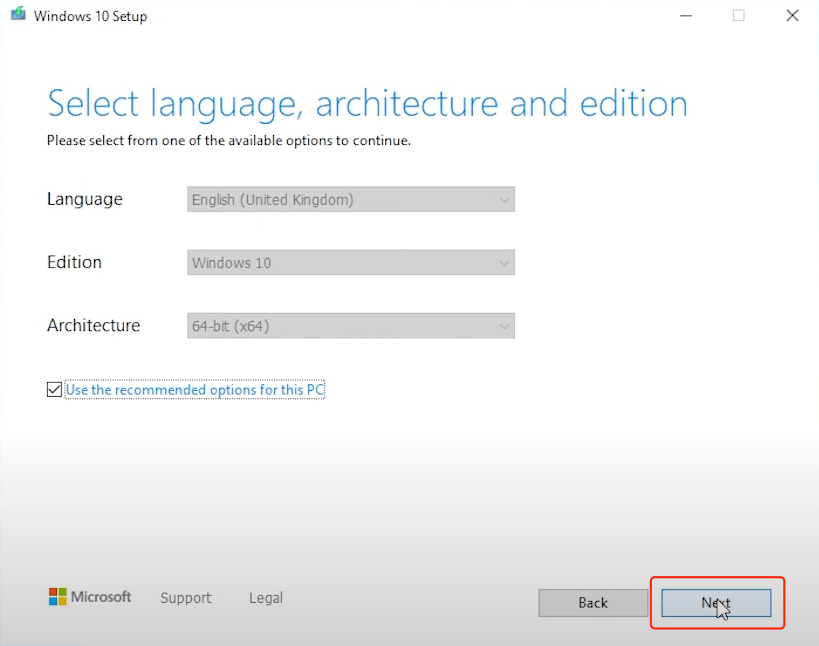 Windows 10 Setup
Select language, architecture and edition
Please select from one of the available options to continue.
Language English (United Kingdom)
Edition Windows 10
Architecture 64-bit (x64)
Use the recommended options for this PC
Microsoft Support Legal Back Next